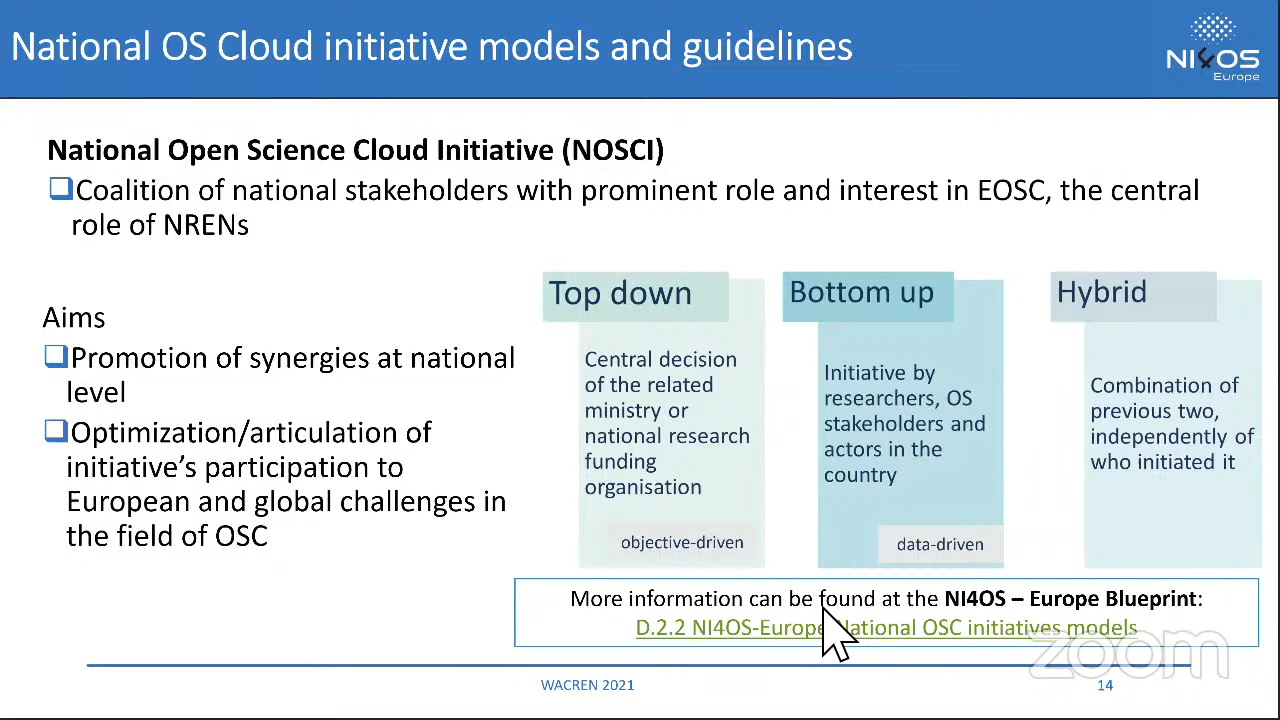 National OS Cloud initiative models and guidelines
NI4OS
Europe
National Open Science Cloud Initiative (NOSCI)
Coalition of national stakeholders with prominent role and interest in EOSC, the central
role of NRENs
Aims
Promotion of synergies at national
level
Optimization/articulation of
initiative's participation to
European and global challenges in
the field of OSC
Top down
Central decision
of the related
ministry or
national research
funding
organisation
objective-driven
Bottom up
Initiative by
researchers, OS
stakeholders and
actors in the
country
data-driven
Hybrid
Combination of
previous two,
independently of
who initiated it
More information can be found at the NI4OS – Europe Blueprint:
D.2.2 NI4OS-Europe National OSC initiatives models
zoom
WACREN 2021
14